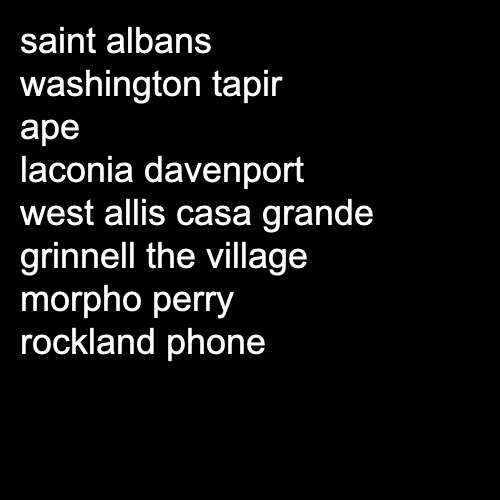 saint albans
washington tapir
ape
laconia davenport
west allis casa grande
grinnell the village
morpho perry
rockland phone